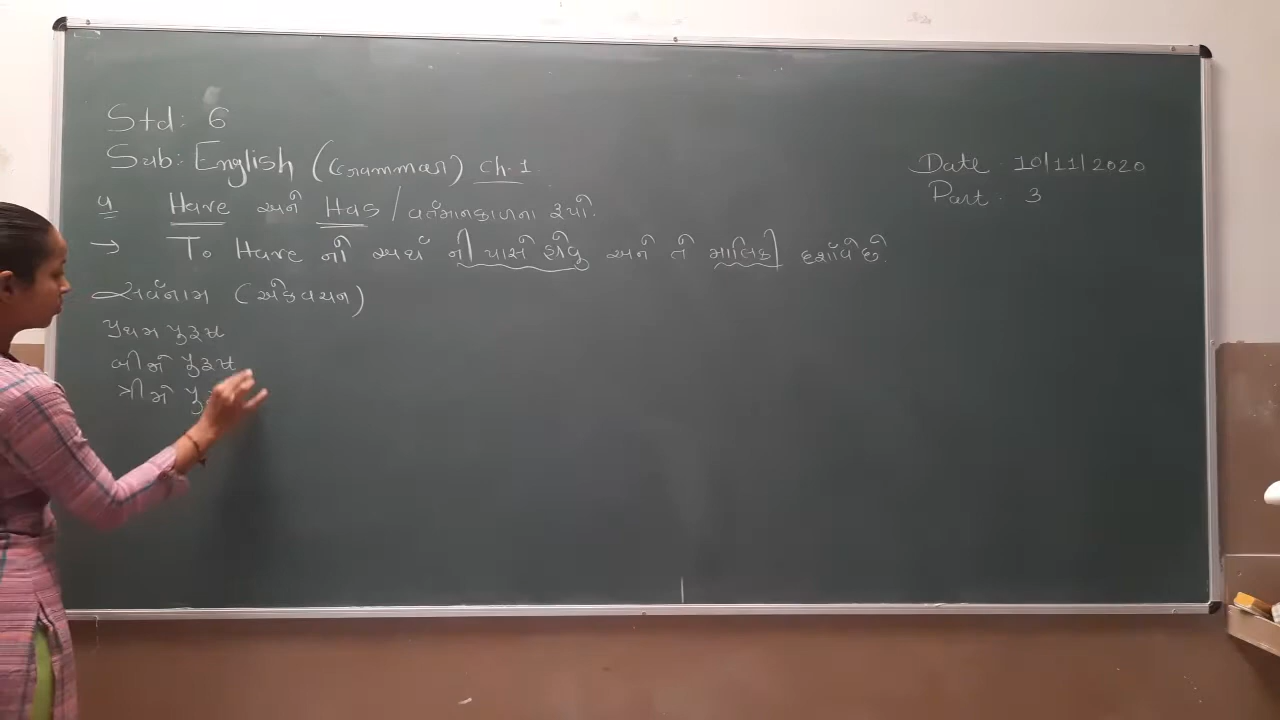 Std: 6
Sub: English (Grammar) Ch. 1
Date. 10/11/2020
Part. 3
૫ Have અને Has / વર્તમાનકાળના રૂપો.
→ To Have નો અર્થ ની પાસે હોવુ અને તે માલિકી દર્શાવે છે.
સર્વનામ (એકવચન)
પ્રથમ પુરૂષ
બીજો પુરૂષ
ત્રીજો